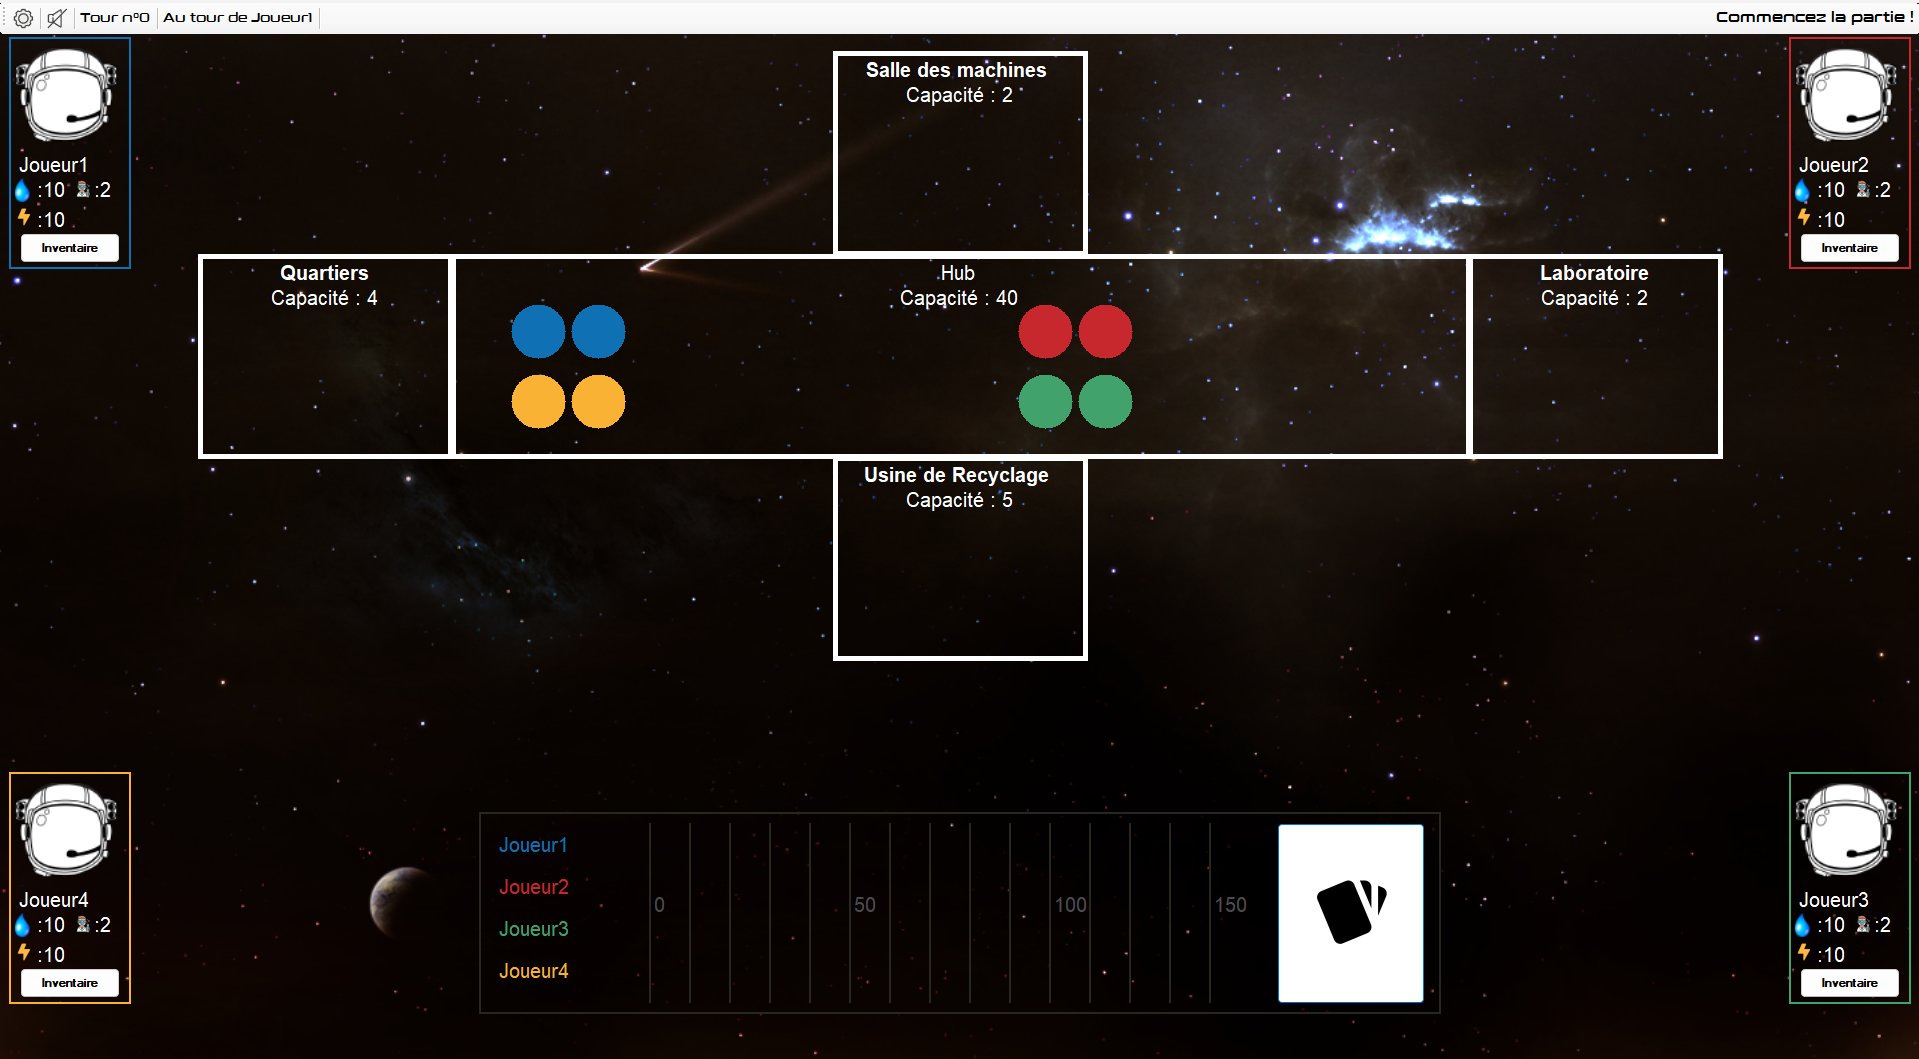 Tour n°0
Au tour de Joueur1
Commencez la partie !
Joueur1
:10 :2
:10
Inventaire
Joueur2
:10 :2
:10
Inventaire
Salle des machines
Capacité : 2
Quartiers
Capacité : 4
Hub
Capacité : 40
Laboratoire
Capacité : 2
Usine de Recyclage
Capacité : 5
Joueur4
:10 :2
:10
Inventaire
Joueur1
Joueur2
Joueur3
Joueur4
0 50 100 150
Joueur3
:10 :2
:10
Inventaire